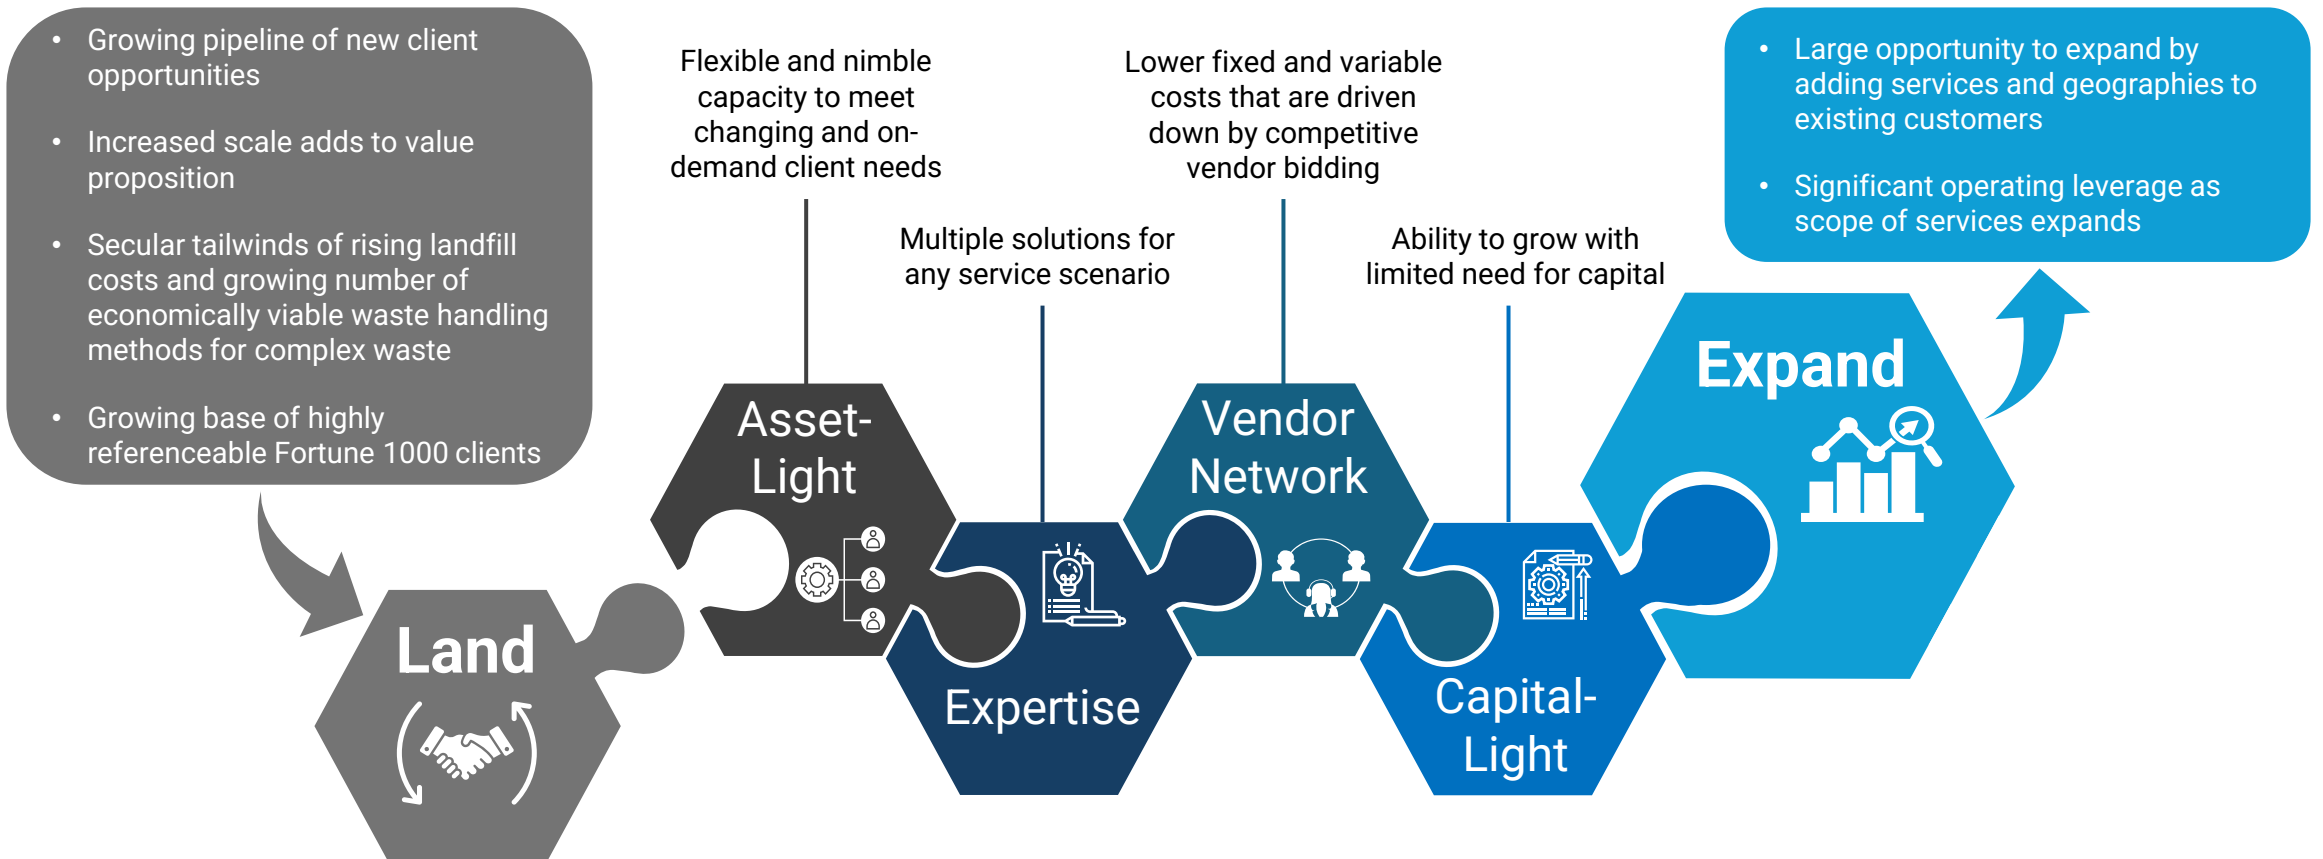 • Growing pipeline of new client
opportunities
• Increased scale adds to value
proposition
• Secular tailwinds of rising landfill
costs and growing number of
economically viable waste handling
methods for complex waste
• Growing base of highly
referenceable Fortune 1000 clients
Land
Flexible and nimble
capacity to meet
changing and on-
demand client needs
Asset-
Light
Multiple solutions for
any service scenario
Expertise
Lower fixed and variable
costs that are driven
down by competitive
vendor bidding
Vendor
Network
Ability to grow with
limited need for capital
Capital-
Light
Expand
• Large opportunity to expand by
adding services and geographies to
existing customers
• Significant operating leverage as
scope of services expands